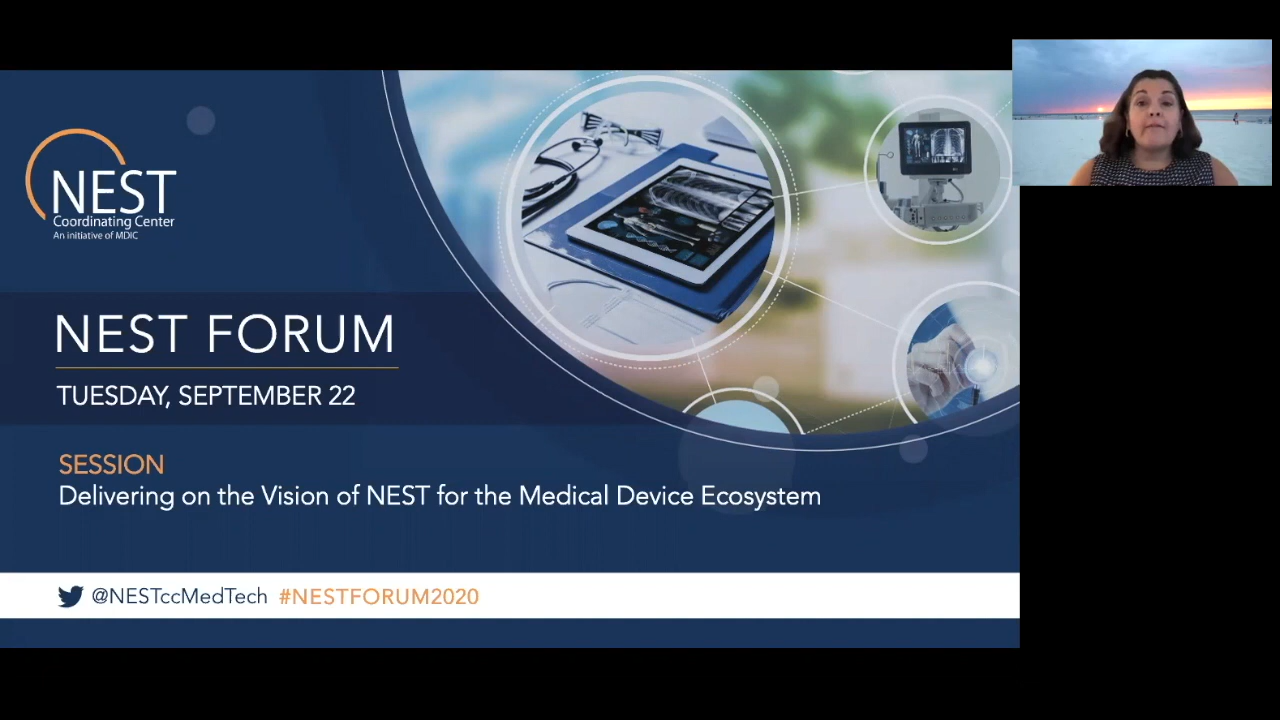 NEST
Coordinating Center
An initiative of MDIC
NEST FORUM
TUESDAY, SEPTEMBER 22
SESSION
Delivering on the Vision of NEST for the Medical Device Ecosystem
@NESTccMedTech #NESTFORUM2020